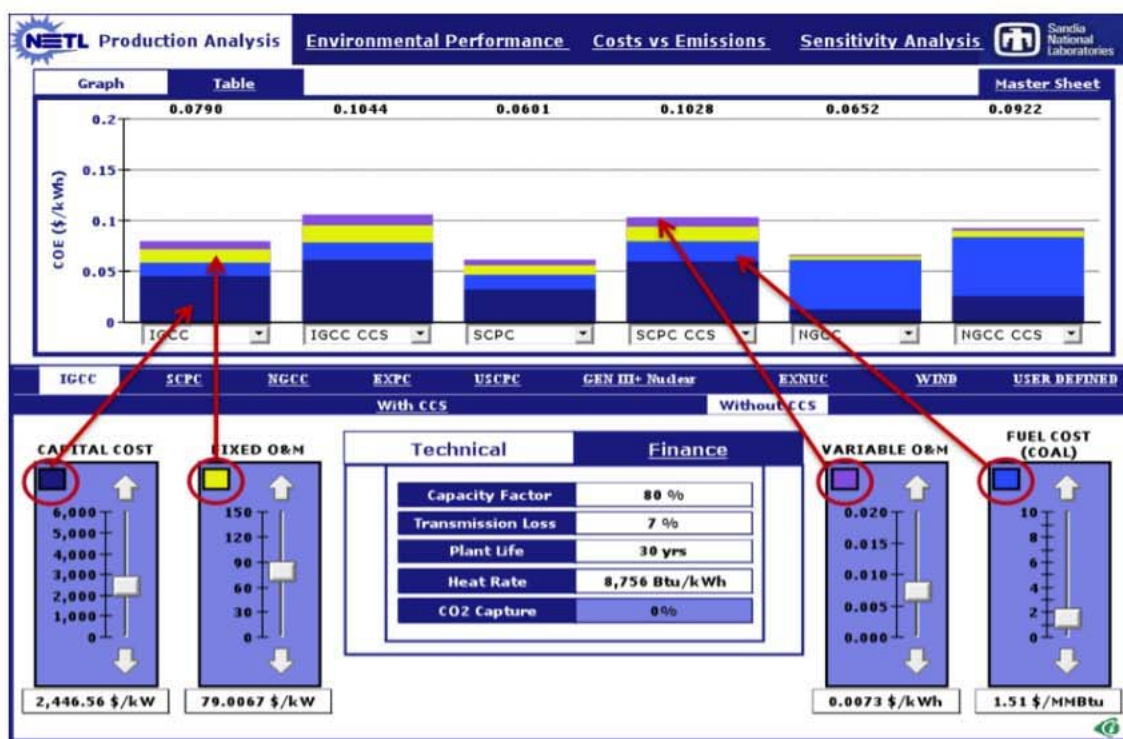 NETL Production Analysis Environmental Performance Costs vs Emissions Sensitivity Analysis Sandia National Laboratories
Graph Table Master Sheet
0.0790 0.1044 0.0601 0.1028 0.0652 0.0922
COE ($/kWh)
0.2
0.15
0.1
0.05
0
IGCC IGCC CCS SCPC SCPC CCS NGCC NGCC CCS
IGCC SCPC NGCC EXPC USCPC GEN III+ Nuclear EXNUC WIND USER DEFINED
With CCS Without CCS
CAPITAL COST
6,000
5,000
4,000
3,000
2,000
1,000
0
2,446.56 $/kW
FIXED O&M
150
120
90
60
30
0
79.0067 $/kW
Technical Finance
Capacity Factor 80 %
Transmission Loss 7 %
Plant Life 30 yrs
Heat Rate 8,756 Btu/kWh
CO2 Capture 0%
VARIABLE O&M
0.020
0.015
0.010
0.005
0.000
0.0073 $/kWh
FUEL COST
(COAL)
10
8
6
4
2
0
1.51 $/MMBtu